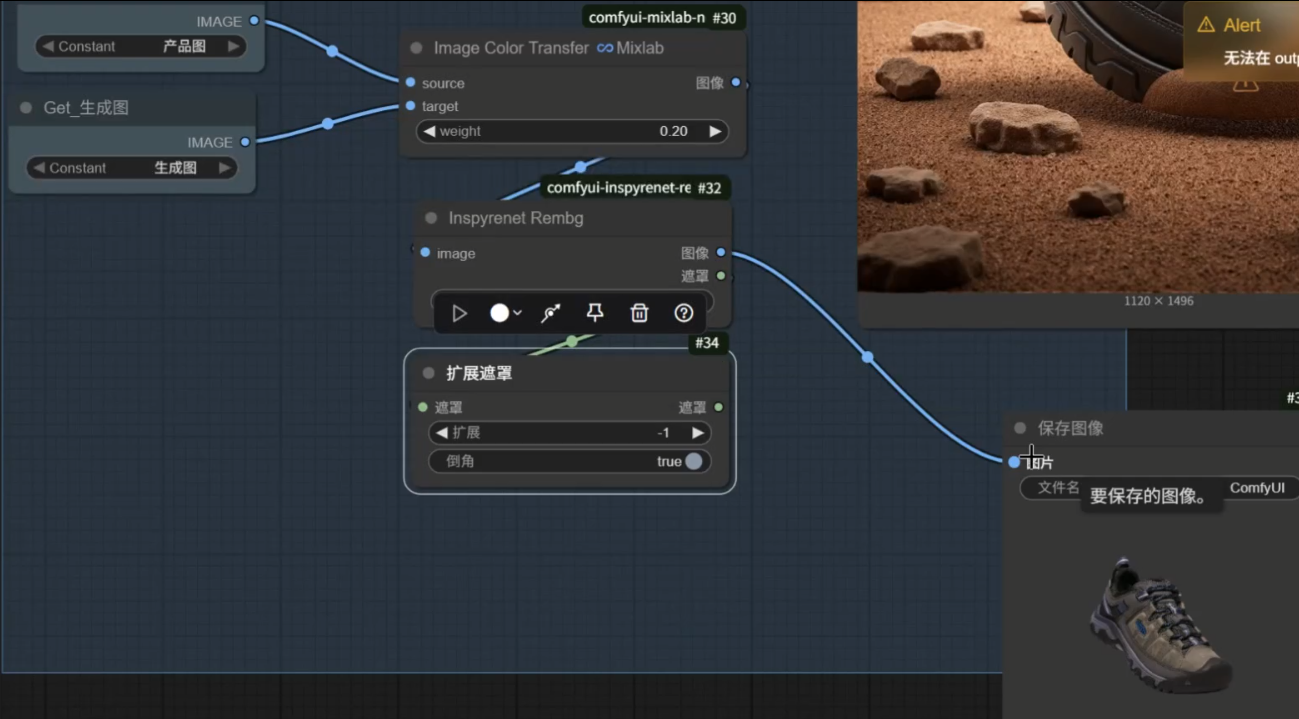 IMAGE
Constant 产品图
Get_生成图
IMAGE
Constant 生成图
comfyui-mixlab-n #30
Image Color Transfer ∞Mixlab
source 图像
target
weight 0.20
comfyui-inspyrenet-re #32
Inspyrenet Rembg
image 图像
遮罩
#34
扩展遮罩
遮罩 遮罩
扩展 -1
倒角 true
Alert
无法在 outp
1120 × 1496
#3
保存图像
图片
文件名 ComfyUI
要保存的图像。